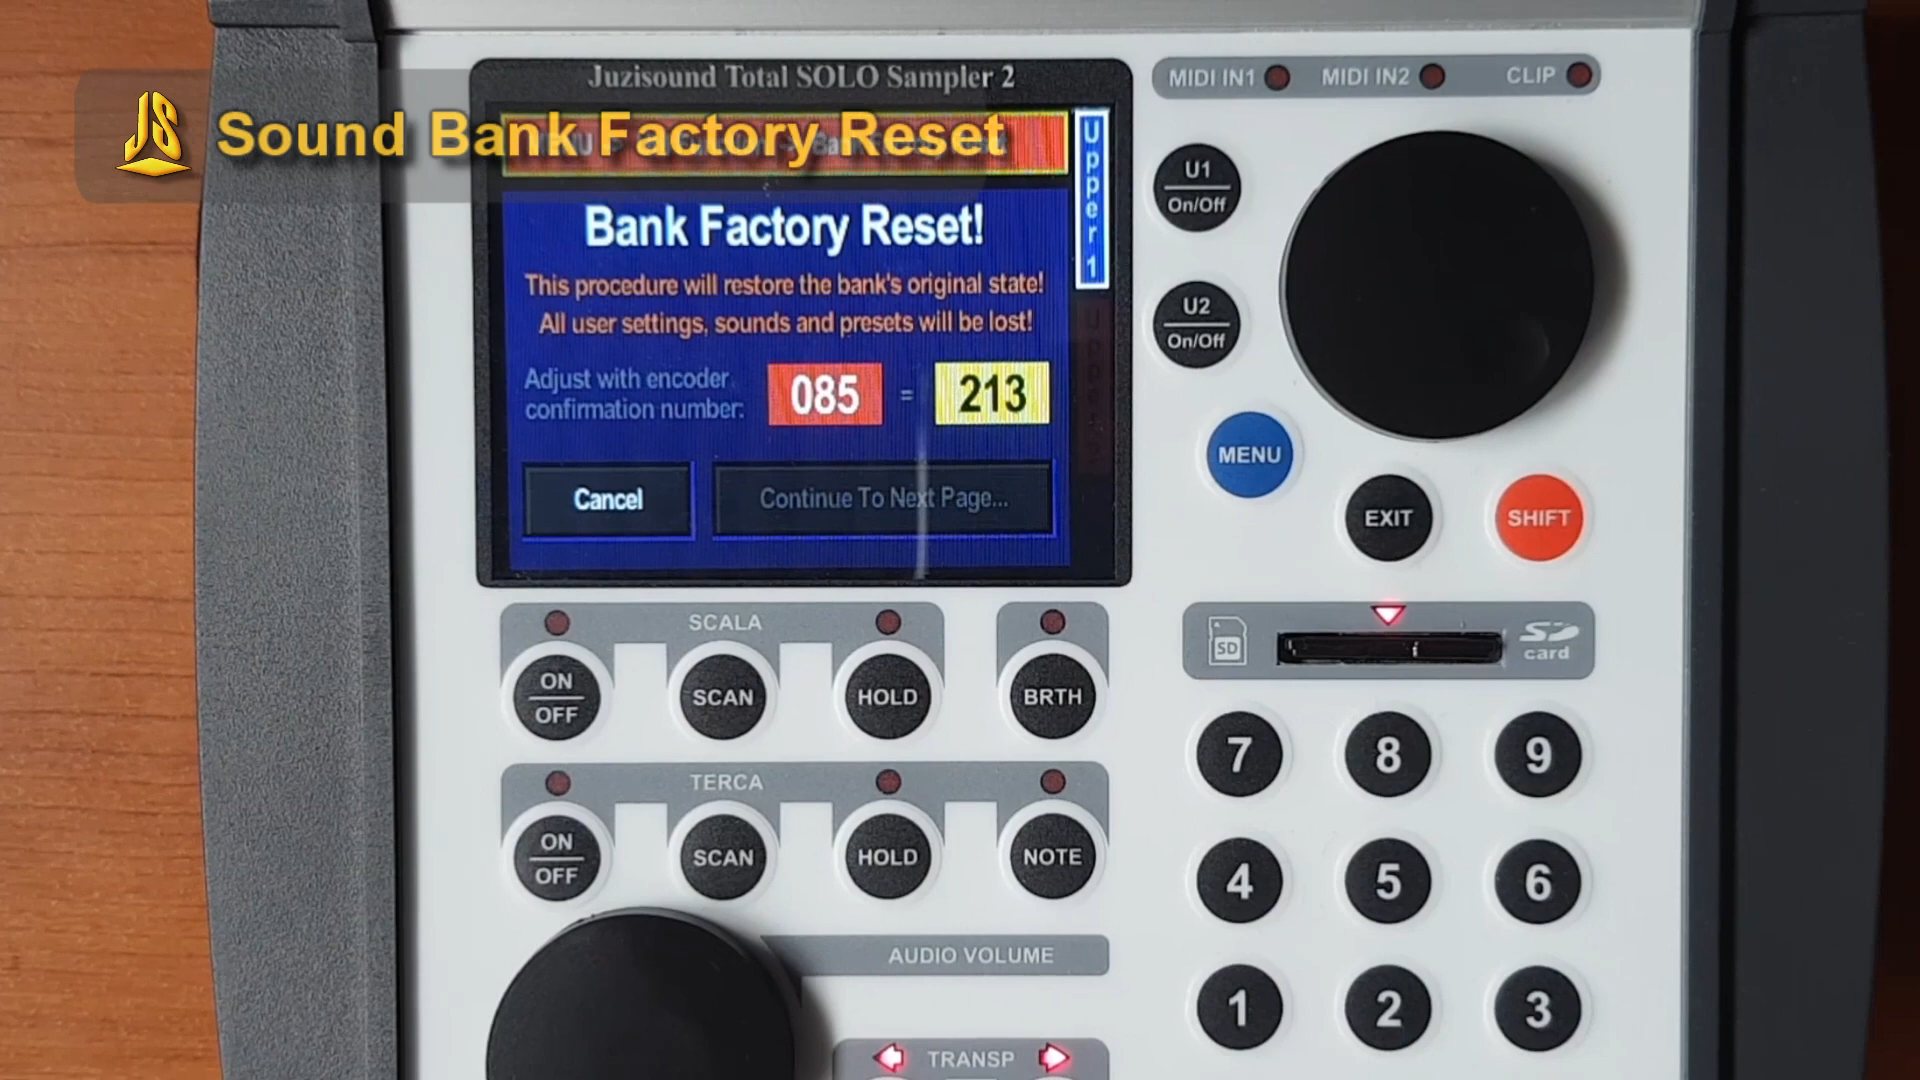 Juzisound Total SOLO Sampler 2
JS Sound Bank Factory Reset
Bank Factory Reset!
This procedure will restore the bank's original state!
All user settings, sounds and presets will be lost!
Adjust with encoder
confirmation number:
085 = 213
Cancel
Continue To Next Page...
Upper 1
MIDI IN1
MIDI IN2
CLIP
U1
On/Off
U2
On/Off
MENU
EXIT
SHIFT
SD
SD
card
SCALA
ON
OFF
SCAN
HOLD
BRTH
TERCA
ON
OFF
SCAN
HOLD
NOTE
AUDIO VOLUME
TRANSP
7 8 9
4 5 6
1 2 3